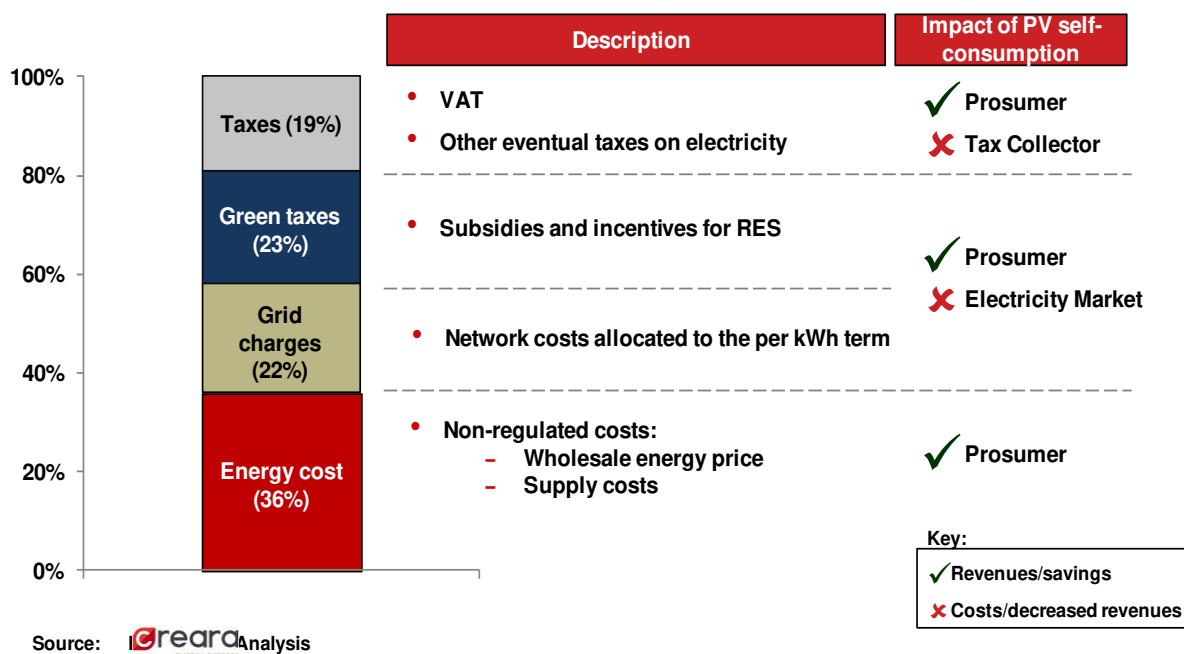 Description
Impact of PV self-
consumption
100%
80%
60%
40%
20%
0%
Taxes (19%)
Green taxes
(23%)
Grid
charges
(22%)
Energy cost
(36%)
• VAT
• Other eventual taxes on electricity
• Subsidies and incentives for RES
• Network costs allocated to the per kWh term
• Non-regulated costs:
– Wholesale energy price
– Supply costs
✓ Prosumer
✗ Tax Collector
✓ Prosumer
✗ Electricity Market
✓ Prosumer
Key:
✓ Revenues/savings
✗ Costs/decreased revenues
Source: creara Analysis